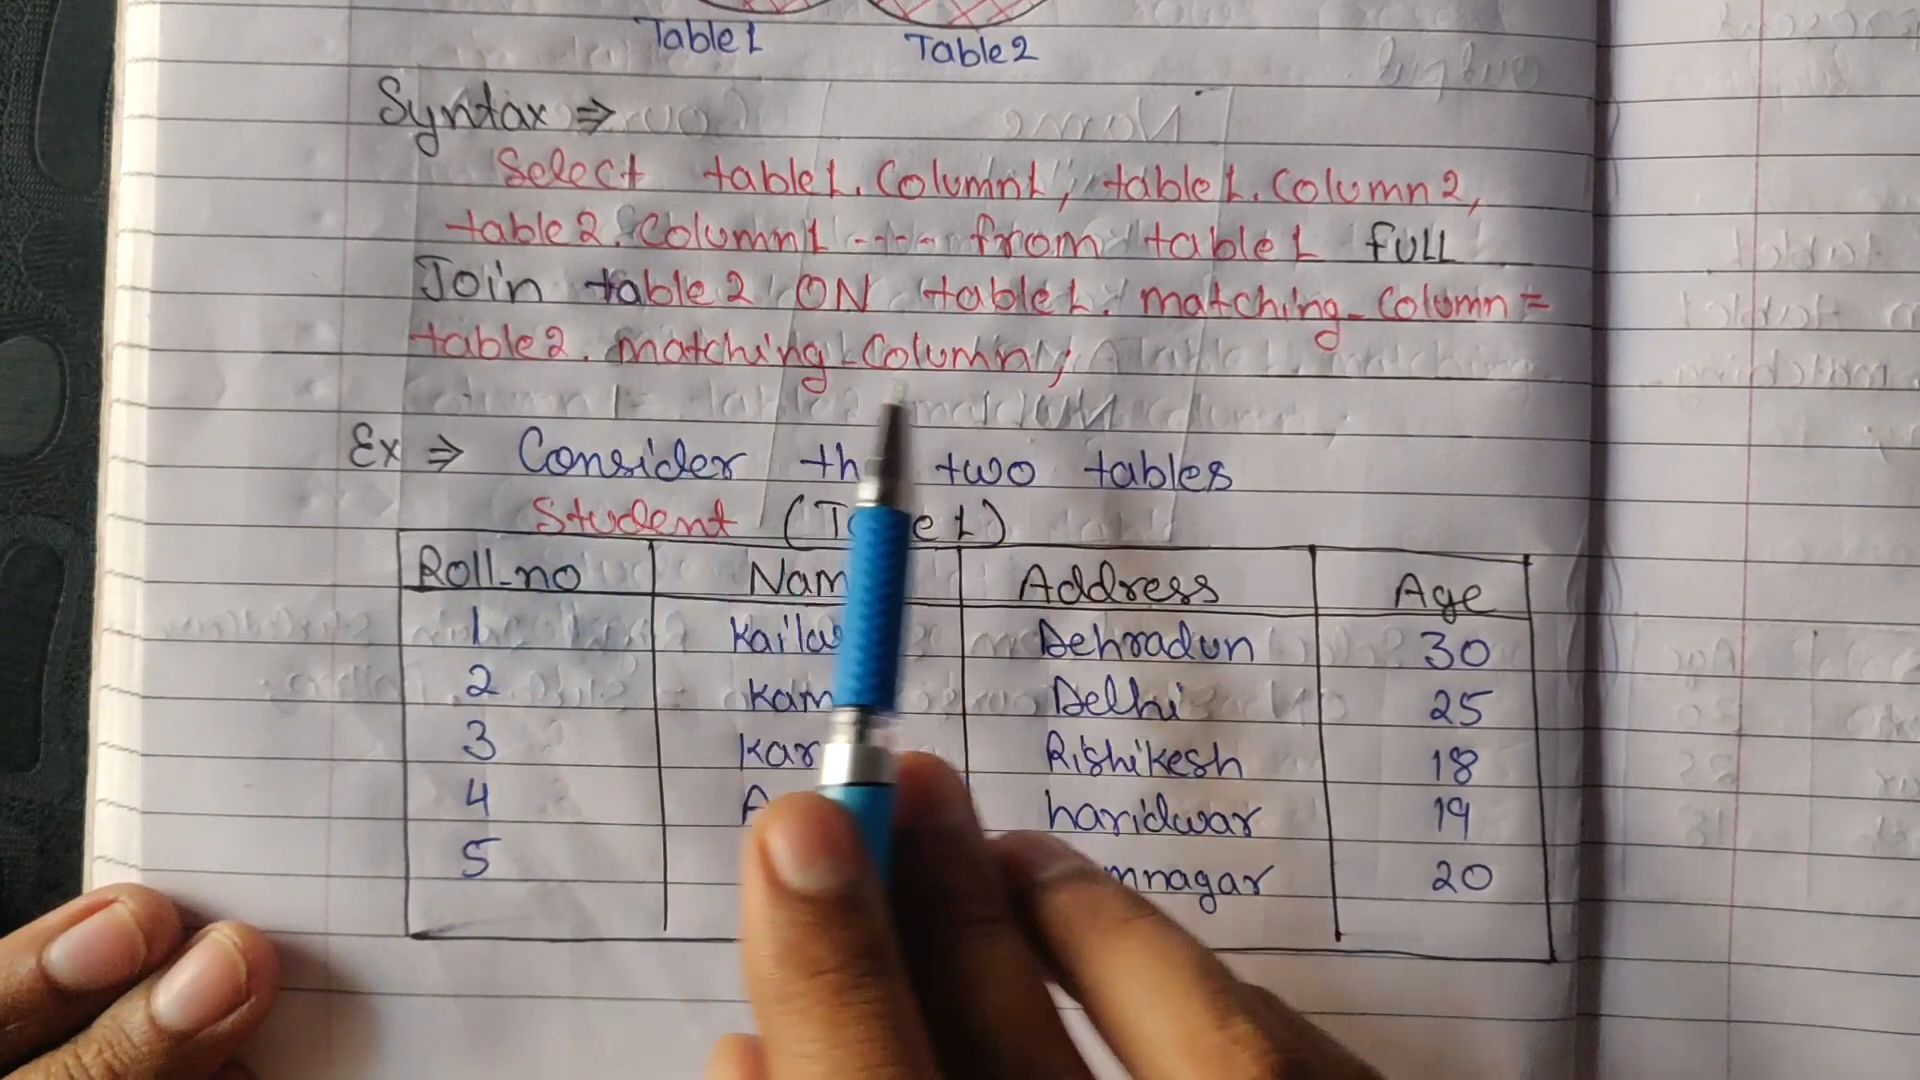 Table1 Table2
Syntax ⇒
Select table1.Column1, table1.Column2,
table2.Column1 ---- from table1 FULL
Join table2 ON table1.matching_Column =
table2.matching_Column;
Ex ⇒ Consider two tables
Student
Roll_no Address Age
1 Dehradun 30
2 Delhi 25
3 Rishikesh 18
4 haridwar 19
5 20